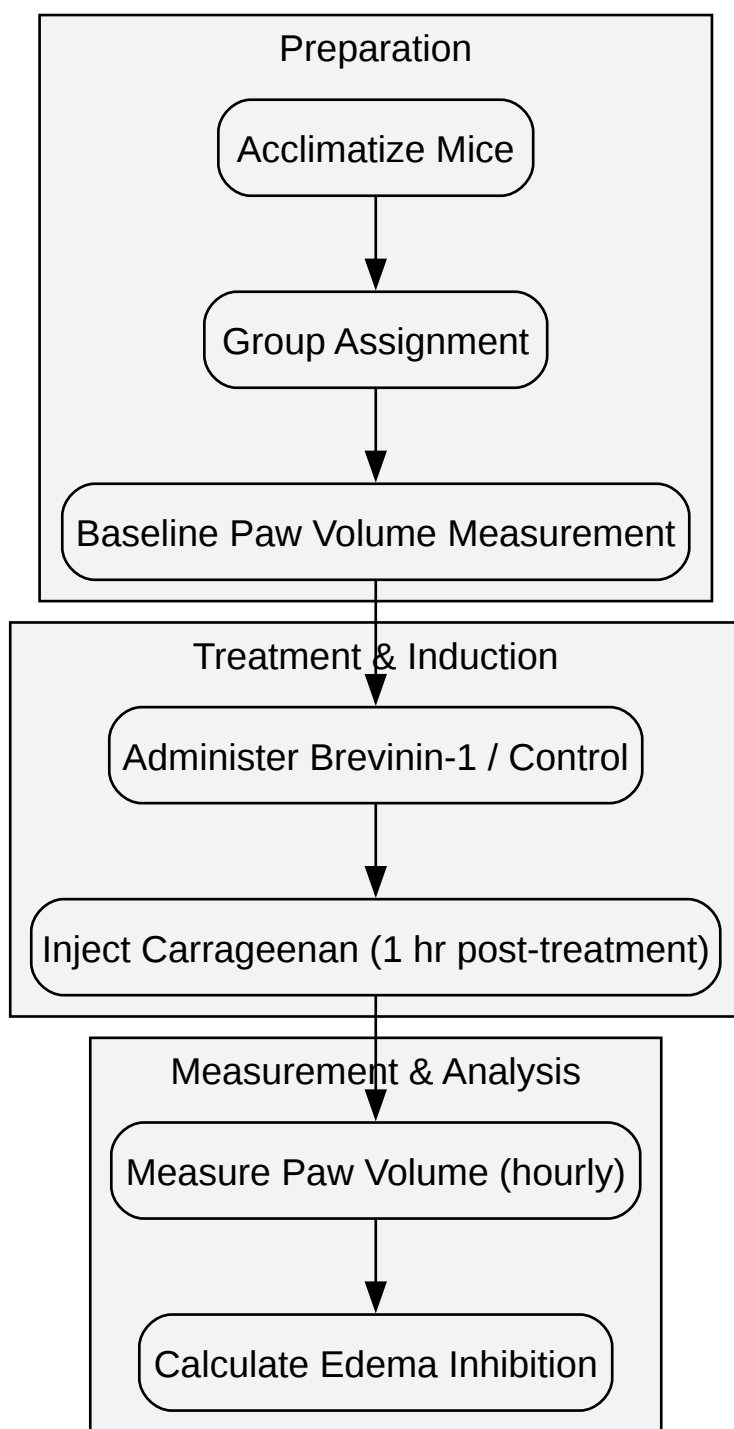 Preparation
Acclimatize Mice
Group Assignment
Baseline Paw Volume Measurement
Treatment & Induction
Administer Brevinin-1 / Control
Inject Carrageenan (1 hr post-treatment)
Measurement & Analysis
Measure Paw Volume (hourly)
Calculate Edema Inhibition